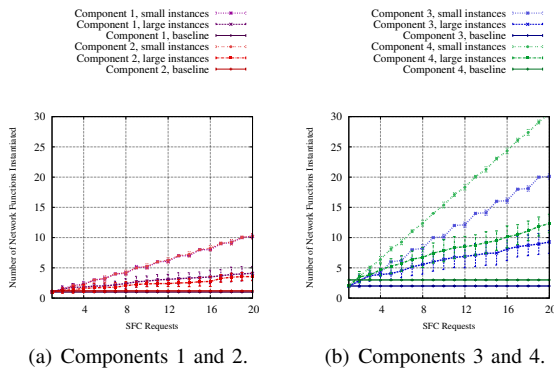 Component 1, small instances
Component 1, large instances
Component 1, baseline
Component 2, small instances
Component 2, large instances
Component 2, baseline
Number of Network Functions Instantiated
30
25
20
15
10
5
0
4
8
12
16
20
SFC Requests
(a) Components 1 and 2.
Component 3, small instances
Component 3, large instances
Component 3, baseline
Component 4, small instances
Component 4, large instances
Component 4, baseline
Number of Network Functions Instantiated
30
25
20
15
10
5
0
4
8
12
16
20
SFC Requests
(b) Components 3 and 4.